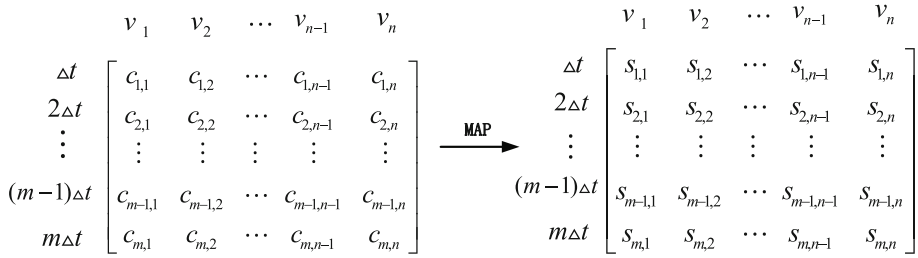 v₁ v₂ ⋯ vₙ₋₁ vₙ
△t c₁,₁ c₁,₂ ⋯ c₁,ₙ₋₁ c₁,ₙ
2△t c₂,₁ c₂,₂ ⋯ c₂,ₙ₋₁ c₂,ₙ
⋮ ⋮ ⋮ ⋮ ⋮ ⋮
(m−1)△t cₘ₋₁,₁ cₘ₋₁,₂ ⋯ cₘ₋₁,ₙ₋₁ cₘ₋₁,ₙ
m△t cₘ,₁ cₘ,₂ ⋯ cₘ,ₙ₋₁ cₘ,ₙ
MAP
v₁ v₂ ⋯ vₙ₋₁ vₙ
△t s₁,₁ s₁,₂ ⋯ s₁,ₙ₋₁ s₁,ₙ
2△t s₂,₁ s₂,₂ ⋯ s₂,ₙ₋₁ s₂,ₙ
⋮ ⋮ ⋮ ⋮ ⋮ ⋮
(m−1)△t sₘ₋₁,₁ sₘ₋₁,₂ ⋯ sₘ₋₁,ₙ₋₁ sₘ₋₁,ₙ
m△t sₘ,₁ sₘ,₂ ⋯ sₘ,ₙ₋₁ sₘ,ₙ